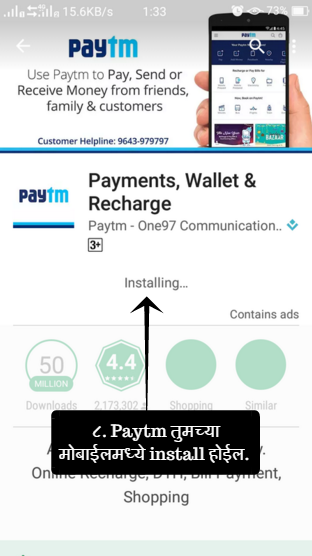 15.6KB/s 1:33 73%
paytm
Use Paytm to Pay, Send or
Receive Money from friends,
family & customers
Customer Helpline: 9643-979797
paytm
Payments, Wallet &
Recharge
Paytm - One97 Communication..
3+
Installing...
Contains ads
50
MILLION
4.4
Downloads 2,173,302 Shopping Similar
८. Paytm तुमच्या
मोबाईलमध्ये install होईल.
Online Recharge, DTH, Bill Payment,
Shopping